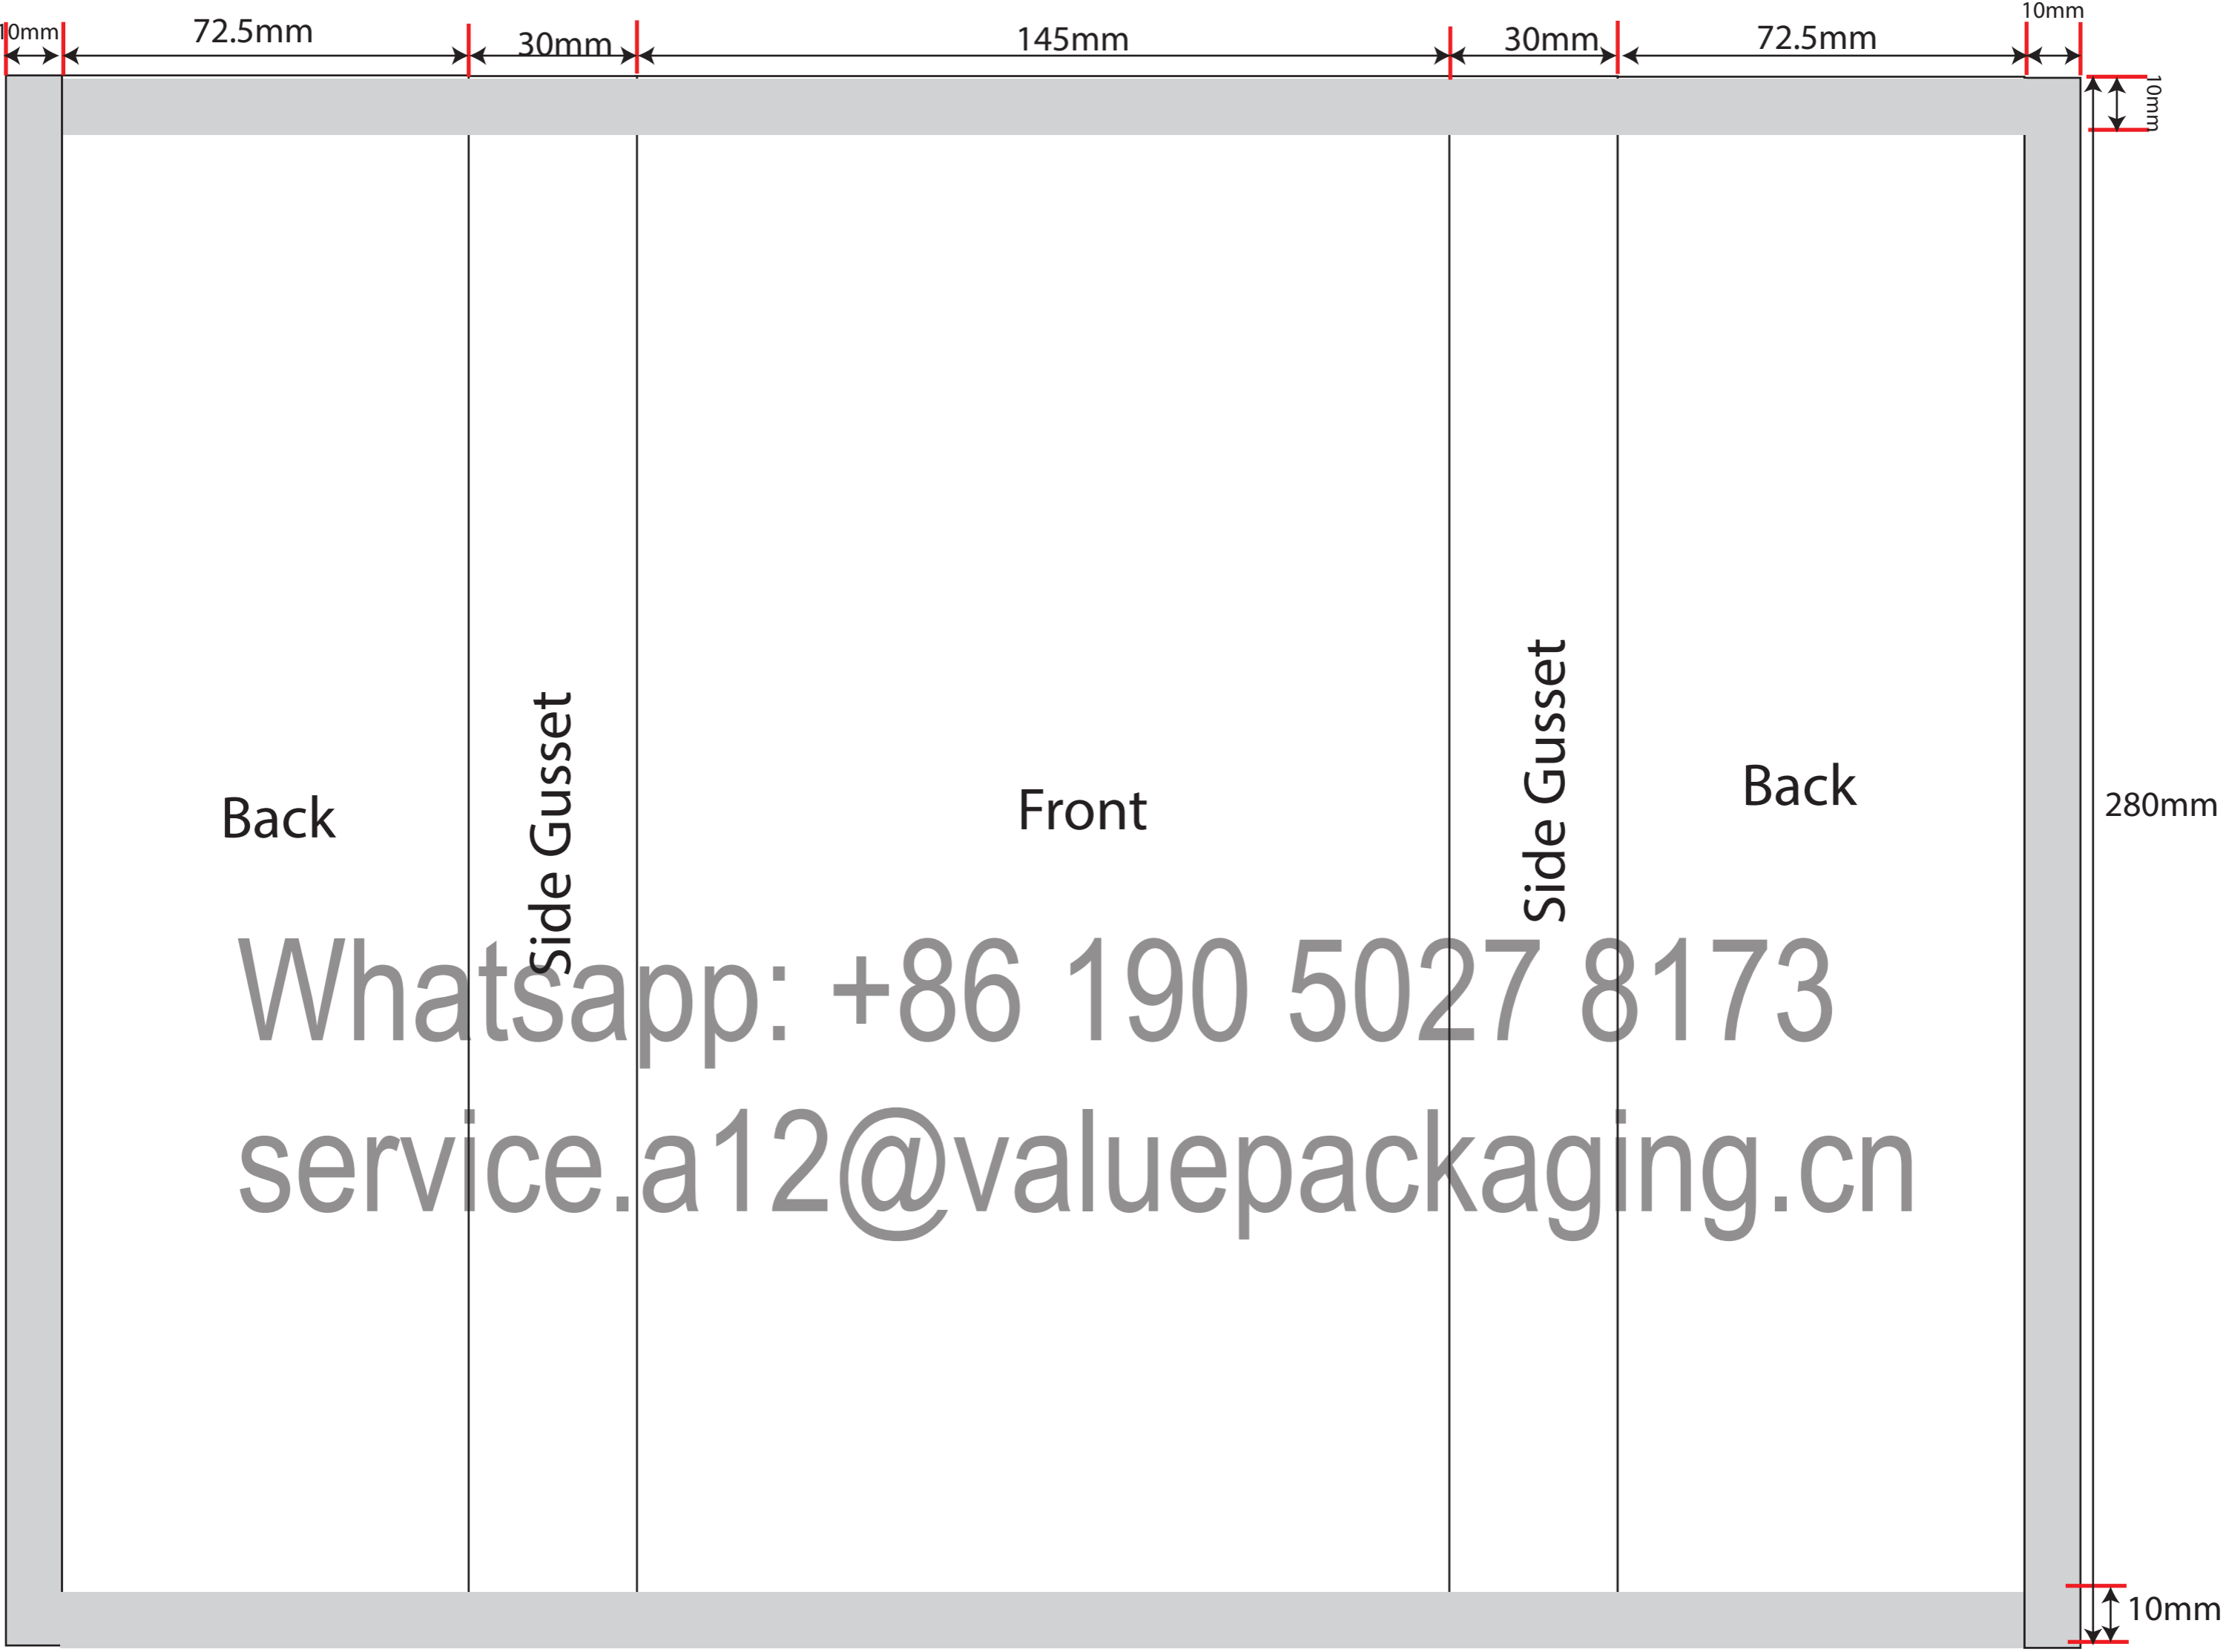 10mm
72.5mm
30mm
145mm
30mm
72.5mm
10mm
10mm
Side Gusset
Side Gusset
Back
Front
Back
280mm
Whatsapp: +86 190 5027 8173
service.a12@valuepackaging.cn
10mm